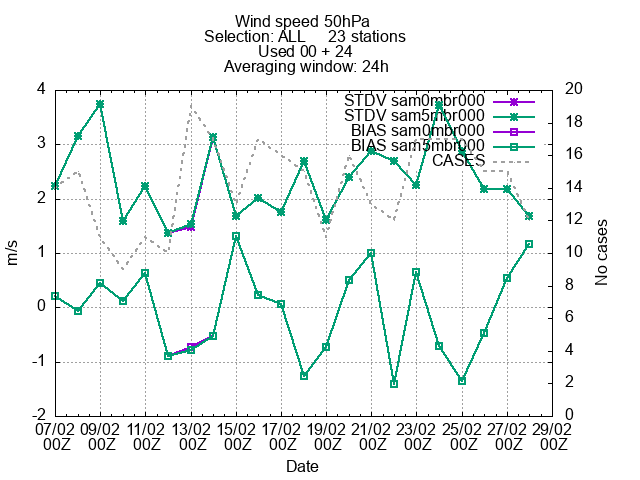 Wind speed 50hPa
Selection: ALL 23 stations
Used 00 + 24
Averaging window: 24h
STDV sam0mbr000
STDV sam5mbr000
BIAS sam0mbr000
BIAS sam5mbr000
CASES
4
3
2
1
0
-1
-2
m/s
20
18
16
14
12
10
8
6
4
2
0
No cases
07/02 09/02 11/02 13/02 15/02 17/02 19/02 21/02 23/02 25/02 27/02 29/02
00Z 00Z 00Z 00Z 00Z 00Z 00Z 00Z 00Z 00Z 00Z 00Z
Date